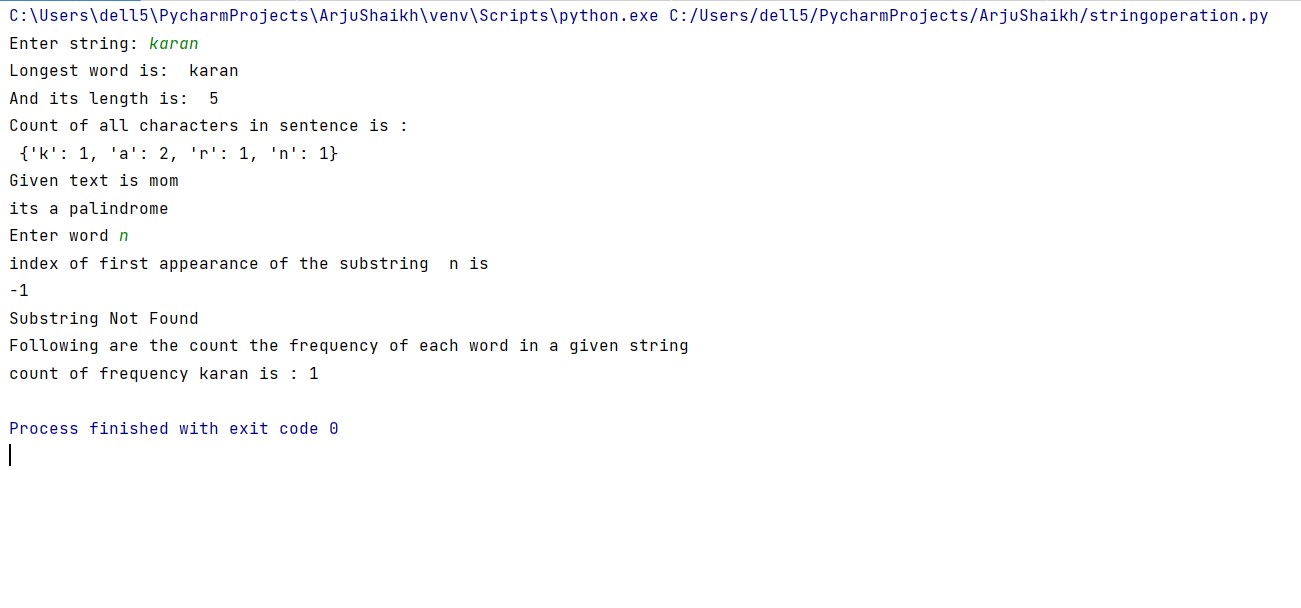 C:\Users\dell5\PycharmProjects\ArjuShaikh\venv\Scripts\python.exe C:/Users/dell5/PycharmProjects/ArjuShaikh/stringoperation.py
Enter string: karan
Longest word is:  karan
And its length is:  5
Count of all characters in sentence is :
 {'k': 1, 'a': 2, 'r': 1, 'n': 1}
Given text is mom
its a palindrome
Enter word n
index of first appearance of the substring  n is
-1
Substring Not Found
Following are the count the frequency of each word in a given string
count of frequency karan is : 1
Process finished with exit code 0